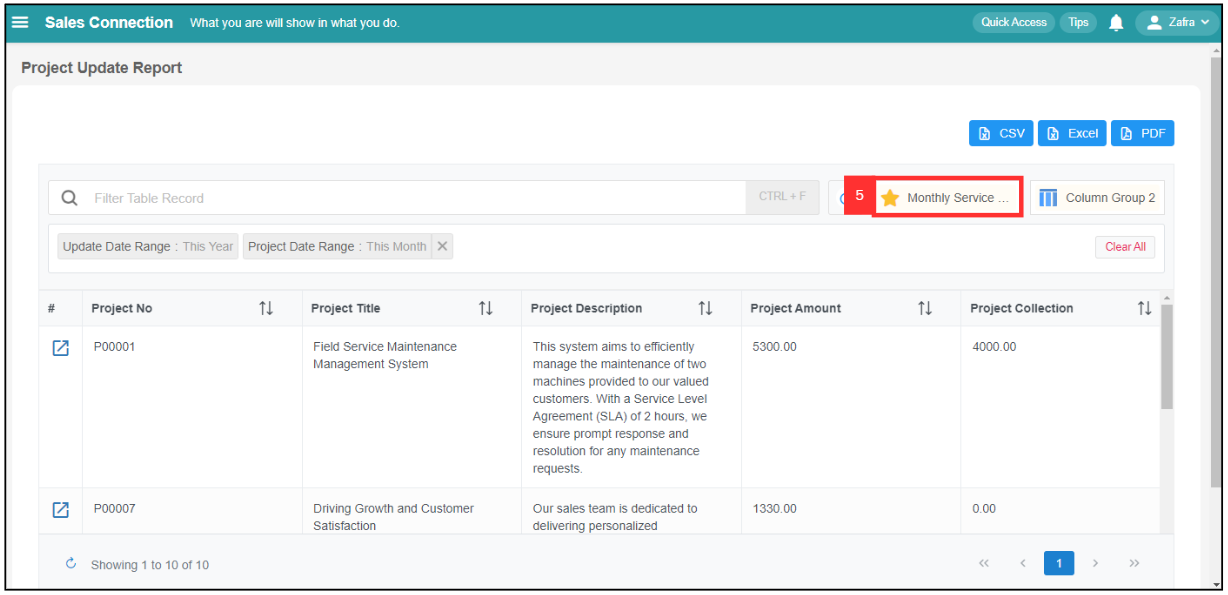 Sales Connection What you are will show in what you do. Quick Access Tips Zafra
Project Update Report
CSV Excel PDF
Filter Table Record CTRL + F 5 Monthly Service ... Column Group 2
Update Date Range : This Year Project Date Range : This Month Clear All
# Project No Project Title Project Description Project Amount Project Collection
P00001 Field Service Maintenance This system aims to efficiently 5300.00 4000.00
Management System manage the maintenance of two
machines provided to our valued
customers. With a Service Level
Agreement (SLA) of 2 hours, we
ensure prompt response and
resolution for any maintenance
requests.
P00007 Driving Growth and Customer Our sales team is dedicated to 1330.00 0.00
Satisfaction delivering personalized
Showing 1 to 10 of 10 << < 1 > >>